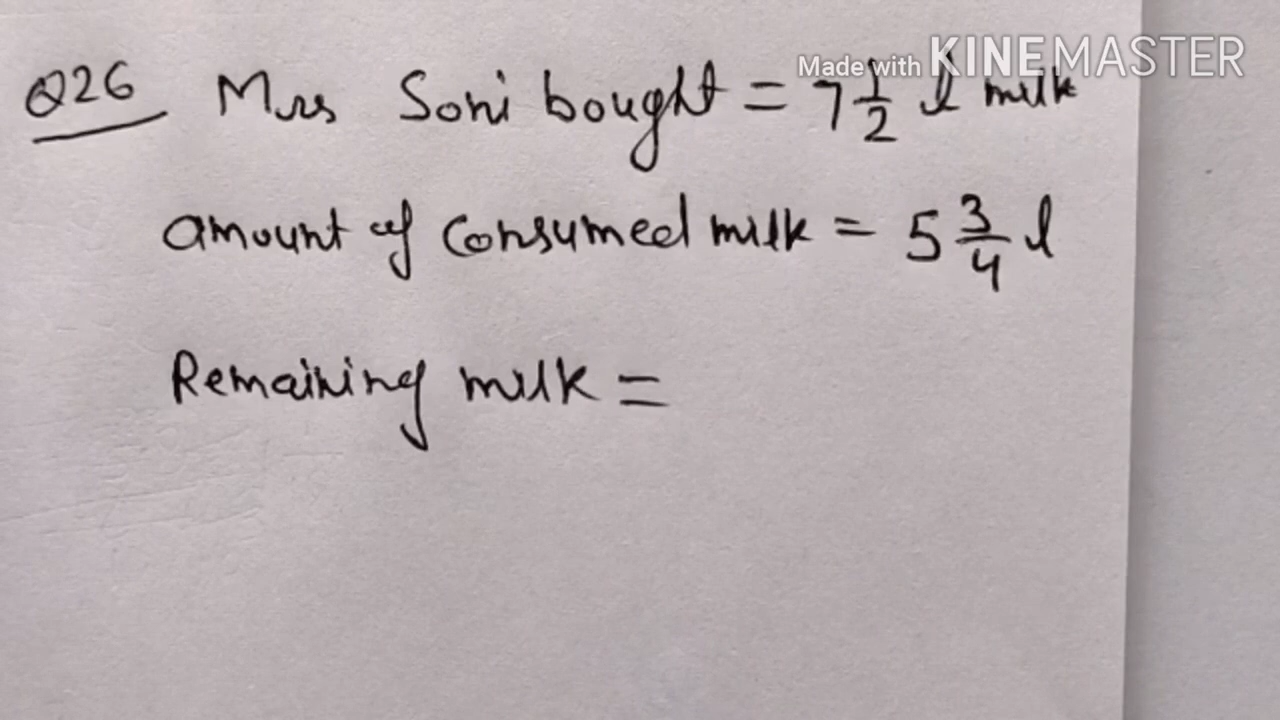 Made with KINEMASTER
Q26 Mrs Soni bought = 7 1/2 l milk
amount of consumed milk = 5 3/4 l
Remaining milk =